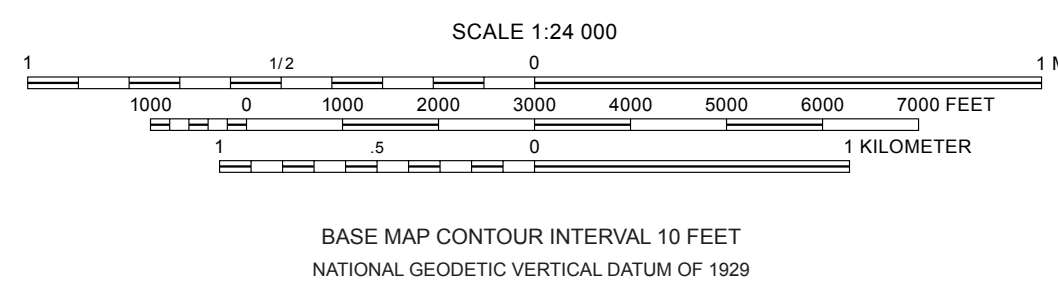 SCALE 1:24 000
1 1/2 0 1 M
1000 0 1000 2000 3000 4000 5000 6000 7000 FEET
1 .5 0 1 KILOMETER
BASE MAP CONTOUR INTERVAL 10 FEET
NATIONAL GEODETIC VERTICAL DATUM OF 1929